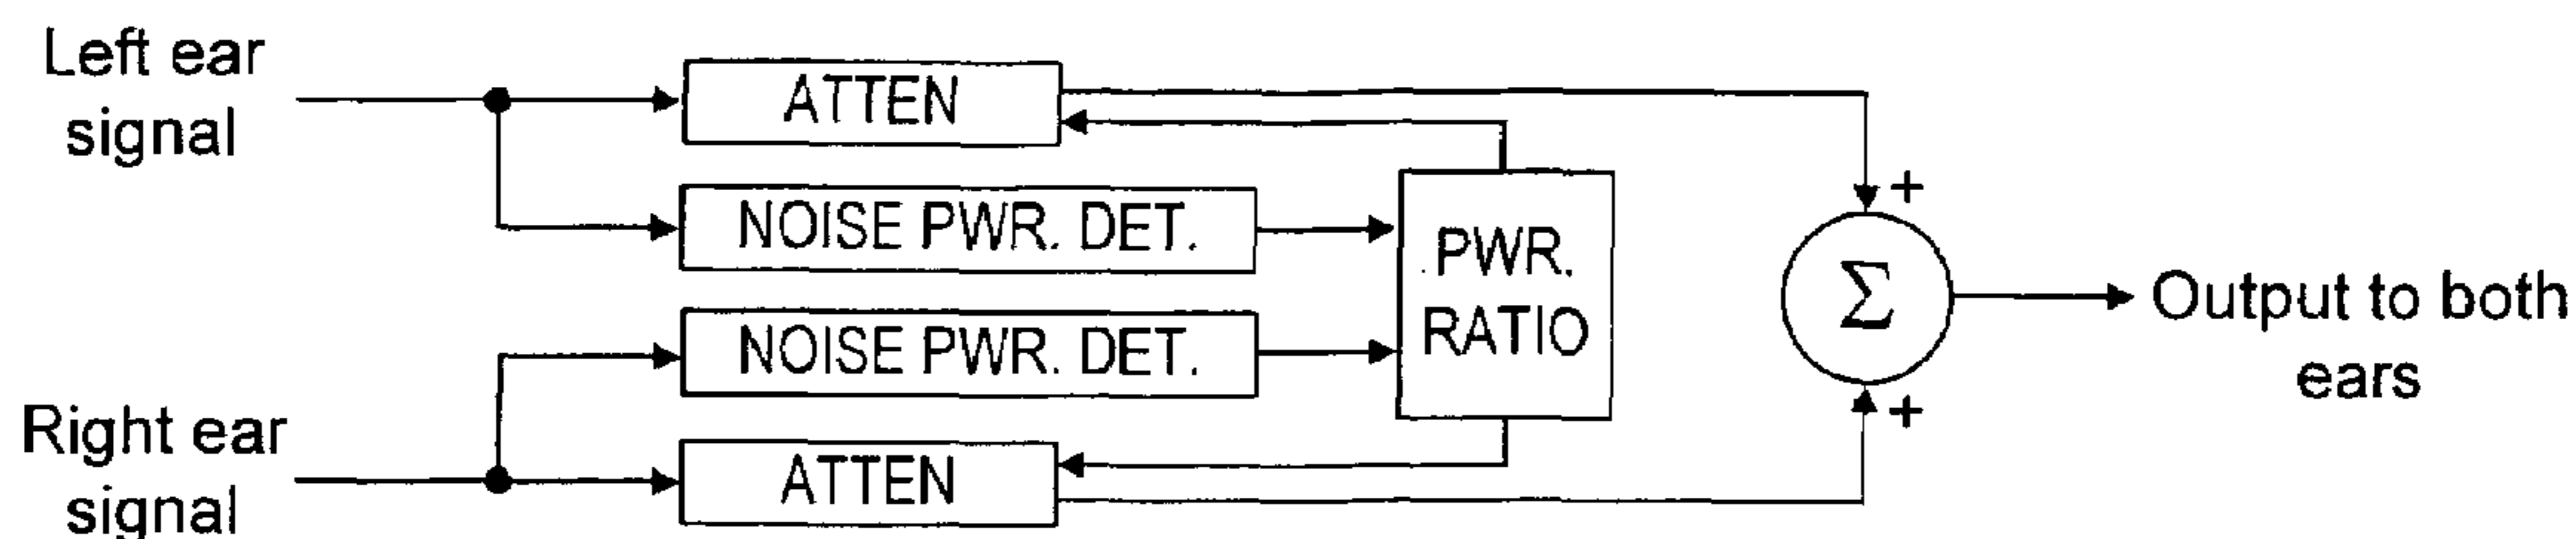 Left ear
signal
ATTEN
NOISE PWR. DET.
PWR.
RATIO
NOISE PWR. DET.
ATTEN
Right ear
signal
+
Σ
+
Output to both
ears